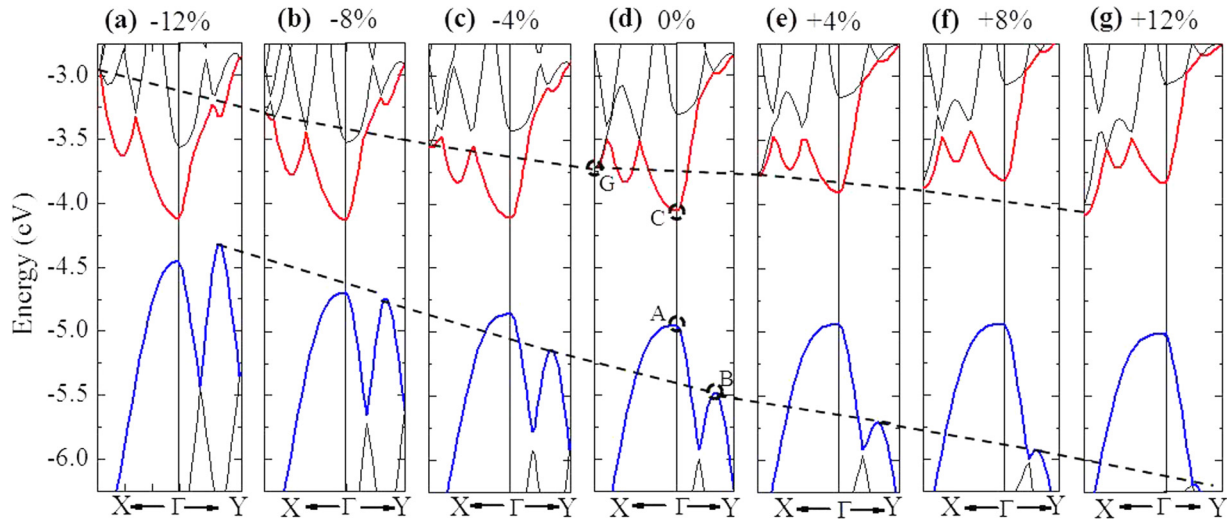 (a) -12% (b) -8% (c) -4% (d) 0% (e) +4% (f) +8% (g) +12%
Energy (eV)
-3.0
-3.5
G
-4.0
C
-4.5
-5.0
A
B
-5.5
-6.0
X Γ Y X Γ Y X Γ Y X Γ Y X Γ Y X Γ Y X Γ Y